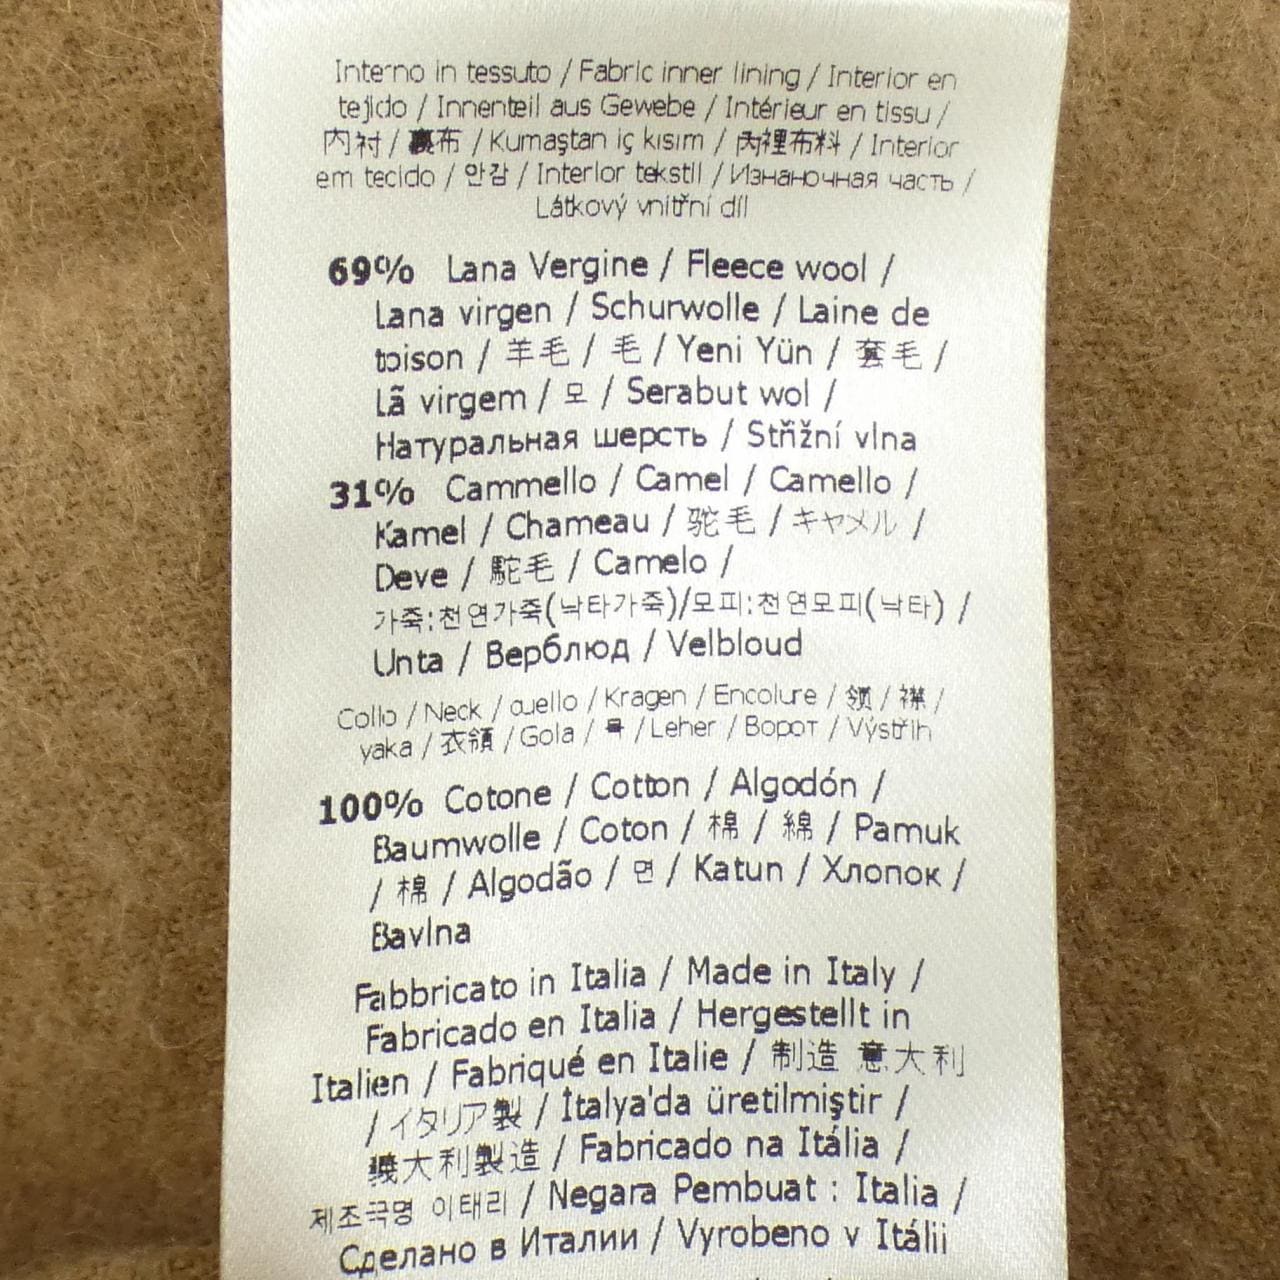 Interno in tessuto / Fabric inner lining / Interior en
tejido / Innenteil aus Gewebe / Intérieur en tissu /
内衬 / 裏布 / Kumaştan iç kısım / 內裡布料 / Interior
em tecido / 안감 / Interior tekstil / Изнаночная часть /
Látkový vnitřní díl
69% Lana Vergine / Fleece wool /
Lana virgen / Schurwolle / Laine de
toison / 羊毛 / 毛 / Yeni Yün / 套毛 /
Lã virgem / 모 / Serabut wol /
Натуральная шерсть / Střižní vlna
31% Cammello / Camel / Camello /
Kamel / Chameau / 驼毛 / キャメル /
Deve / 駝毛 / Camelo /
가죽:천연가죽(낙타가죽)/모피:천연모피(낙타) /
Unta / Верблюд / Velbloud
Collo / Neck / cuello / Kragen / Encolure / 领 / 襟 /
yaka / 衣領 / Gola / 목 / Leher / Ворот / Výstřih
100% Cotone / Cotton / Algodón /
Baumwolle / Coton / 棉 / 綿 / Pamuk
/ 棉 / Algodão / 면 / Katun / Хлопок /
Bavlna
Fabbricato in Italia / Made in Italy /
Fabricado en Italia / Hergestellt in
Italien / Fabriqué en Italie / 制造 意大利
/ イタリア製 / İtalya'da üretilmiştir /
義大利製造 / Fabricado na Itália /
제조국명 이태리 / Negara Pembuat : Italia /
Сделано в Италии / Vyrobeno v Itálii